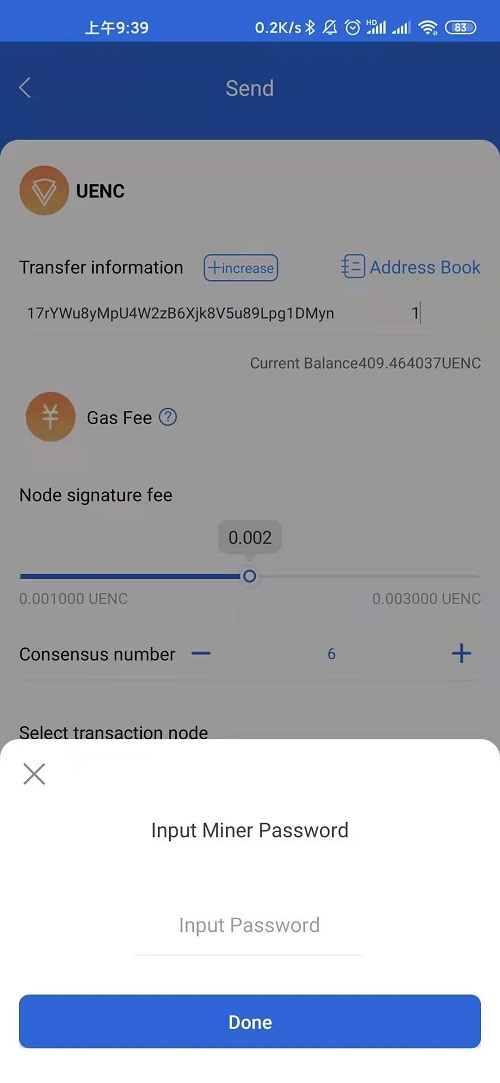 上午9:39 0.2K/s HD 83
Send
UENC
Transfer information +increase Address Book
17rYWu8yMpU4W2zB6Xjk8V5u89Lpg1DMyn 1
Current Balance409.464037UENC
¥ Gas Fee ?
Node signature fee
0.002
0.001000 UENC 0.003000 UENC
Consensus number − 6 +
Select transaction node
Input Miner Password
Input Password
Done